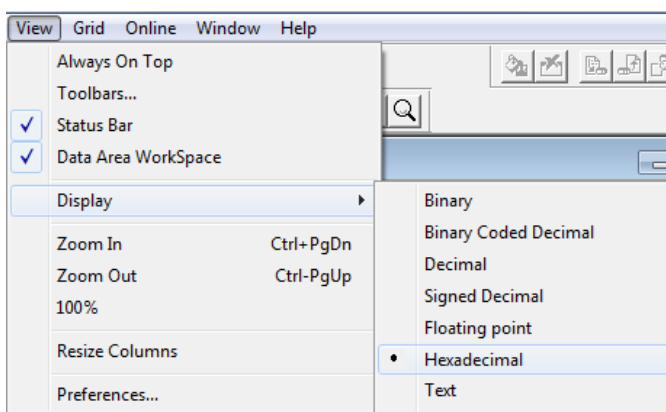 View Grid Online Window Help
Always On Top
Toolbars...
Status Bar
Data Area WorkSpace
Display
Zoom In Ctrl+PgDn
Zoom Out Ctrl-PgUp
100%
Resize Columns
Preferences...
Binary
Binary Coded Decimal
Decimal
Signed Decimal
Floating point
Hexadecimal
Text